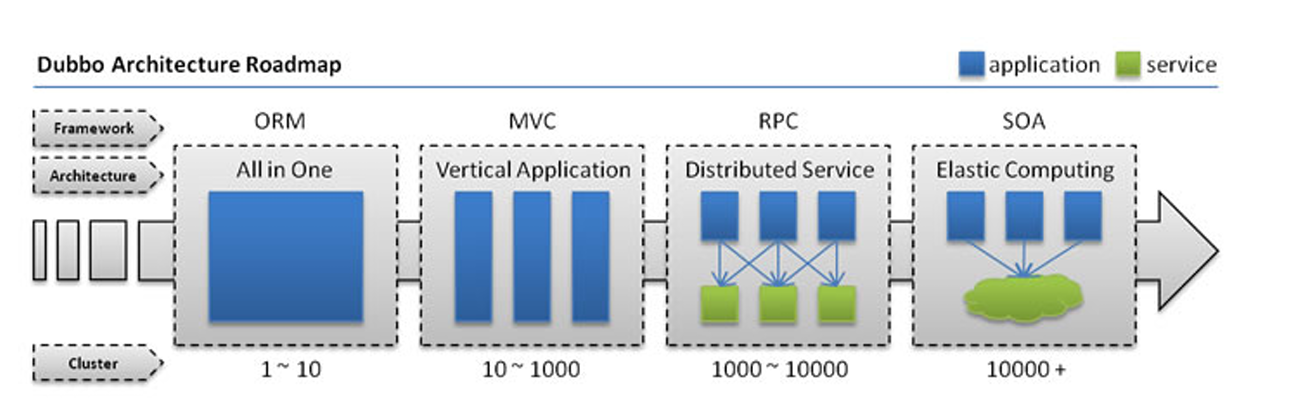 Dubbo Architecture Roadmap
application service
Framework ORM MVC RPC SOA
Architecture All in One Vertical Application Distributed Service Elastic Computing
Cluster 1 ~ 10 10 ~ 1000 1000 ~ 10000 10000 +